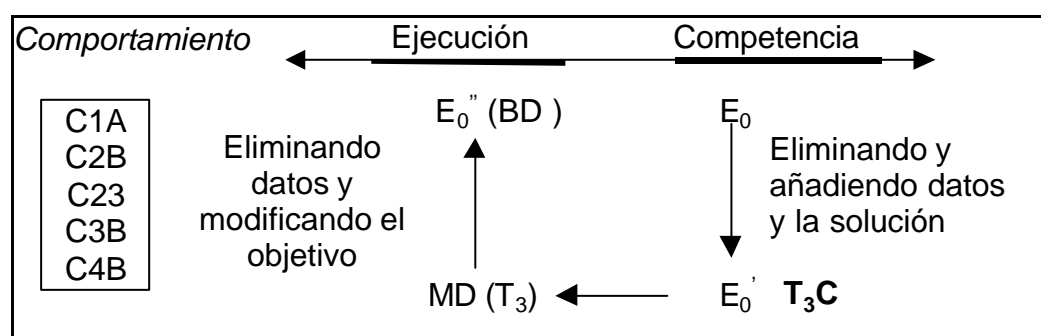 Comportamiento Ejecución Competencia
C1A
C2B
C23
C3B
C4B
Eliminando
datos y
modificando el
objetivo
E₀” (BD )
MD (T₃)
E₀
Eliminando y
añadiendo datos
y la solución
E₀’ T₃C